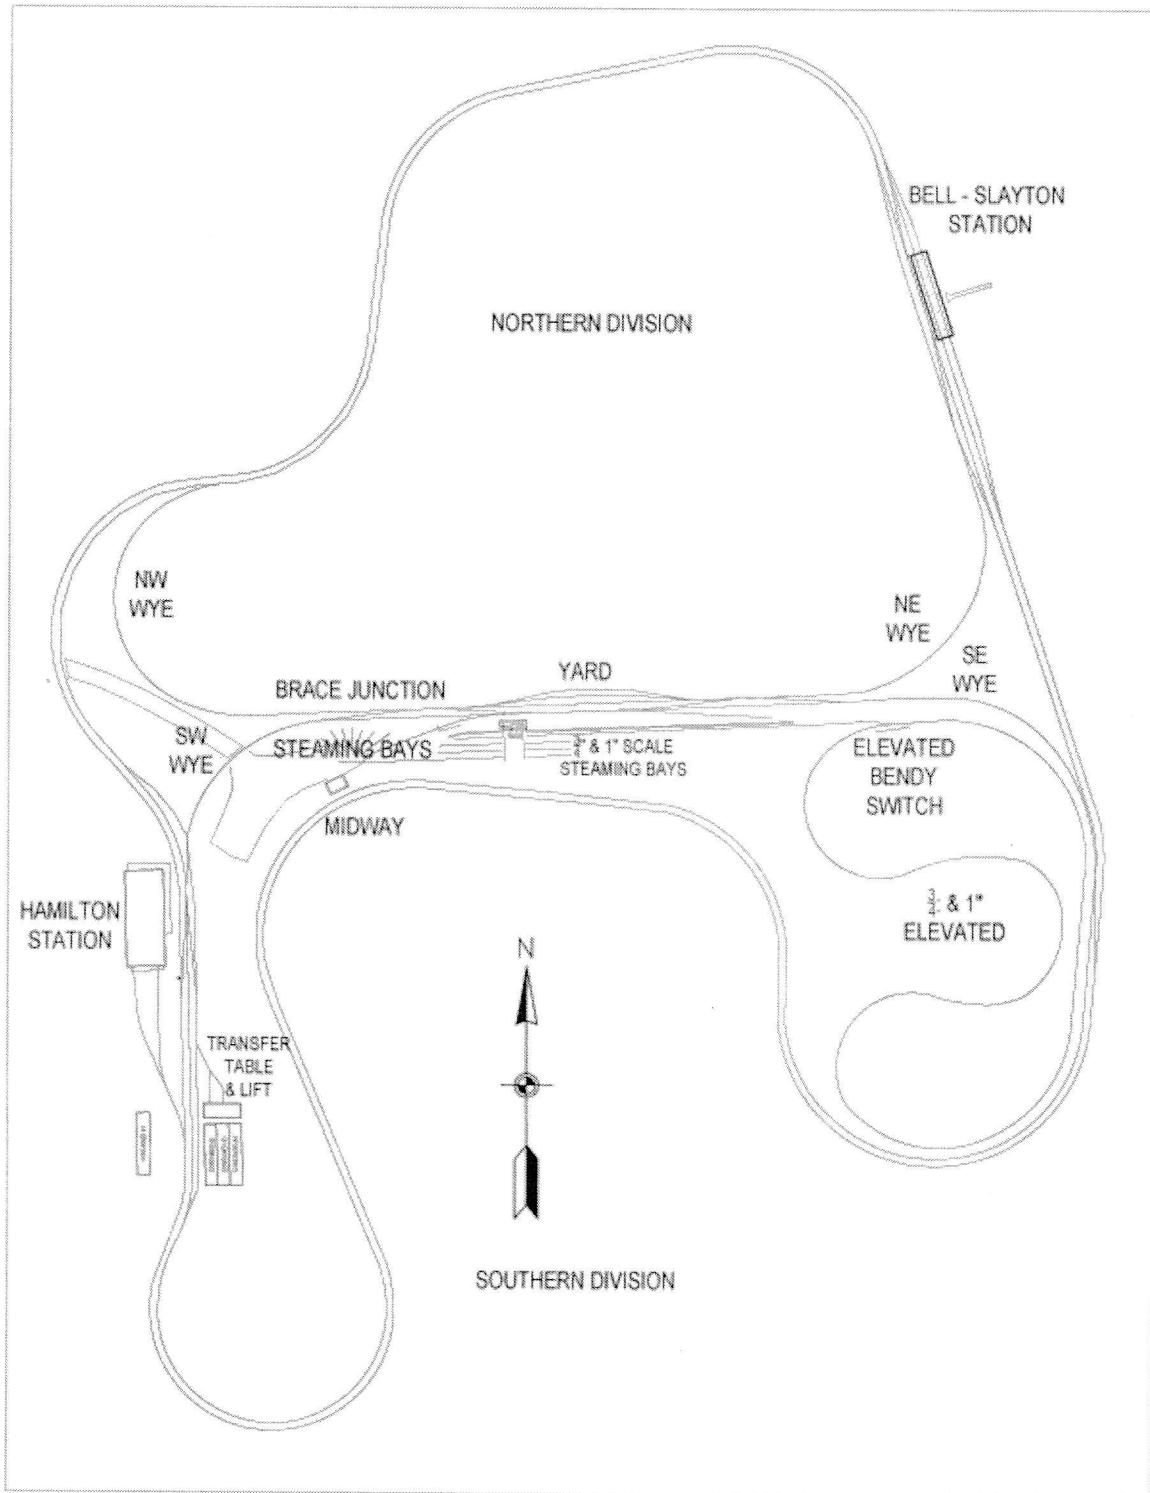 BELL - SLAYTON
STATION
NORTHERN DIVISION
NW
WYE
NE
WYE
SE
WYE
YARD
BRACE JUNCTION
SW
WYE
STEAMING BAYS
3/4" & 1" SCALE
STEAMING BAYS
ELEVATED
BENDY
SWITCH
MIDWAY
HAMILTON
STATION
3/4 & 1"
ELEVATED
N
TRANSFER
TABLE
& LIFT
SOUTHERN DIVISION